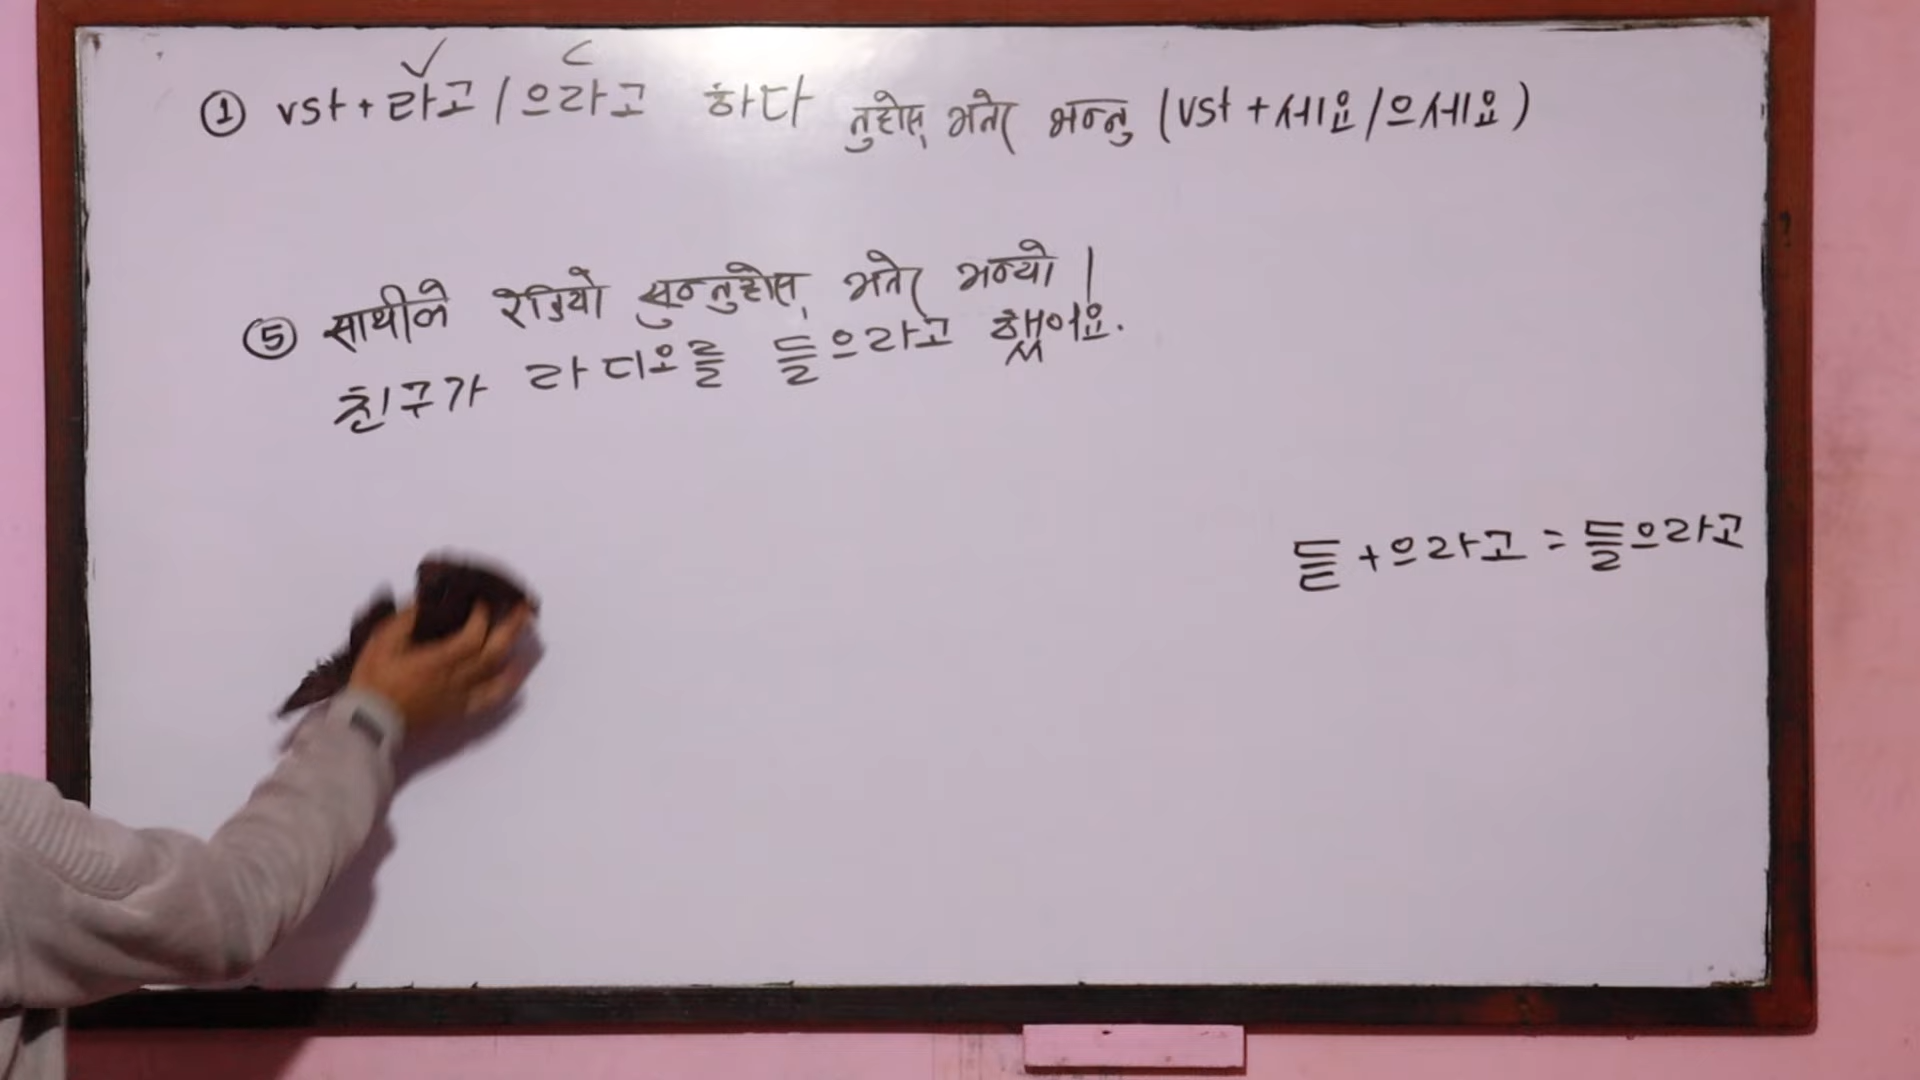 ① vst + 라고 / 으라고 하다 नुहोस् भनेर भन्नु (vst + 세요 / 으세요)
⑤ साथीले रेडियो सुन्नुहोस् भनेर भन्यो ।
친구가 라디오를 들으라고 했어요.
듣 + 으라고 = 들으라고